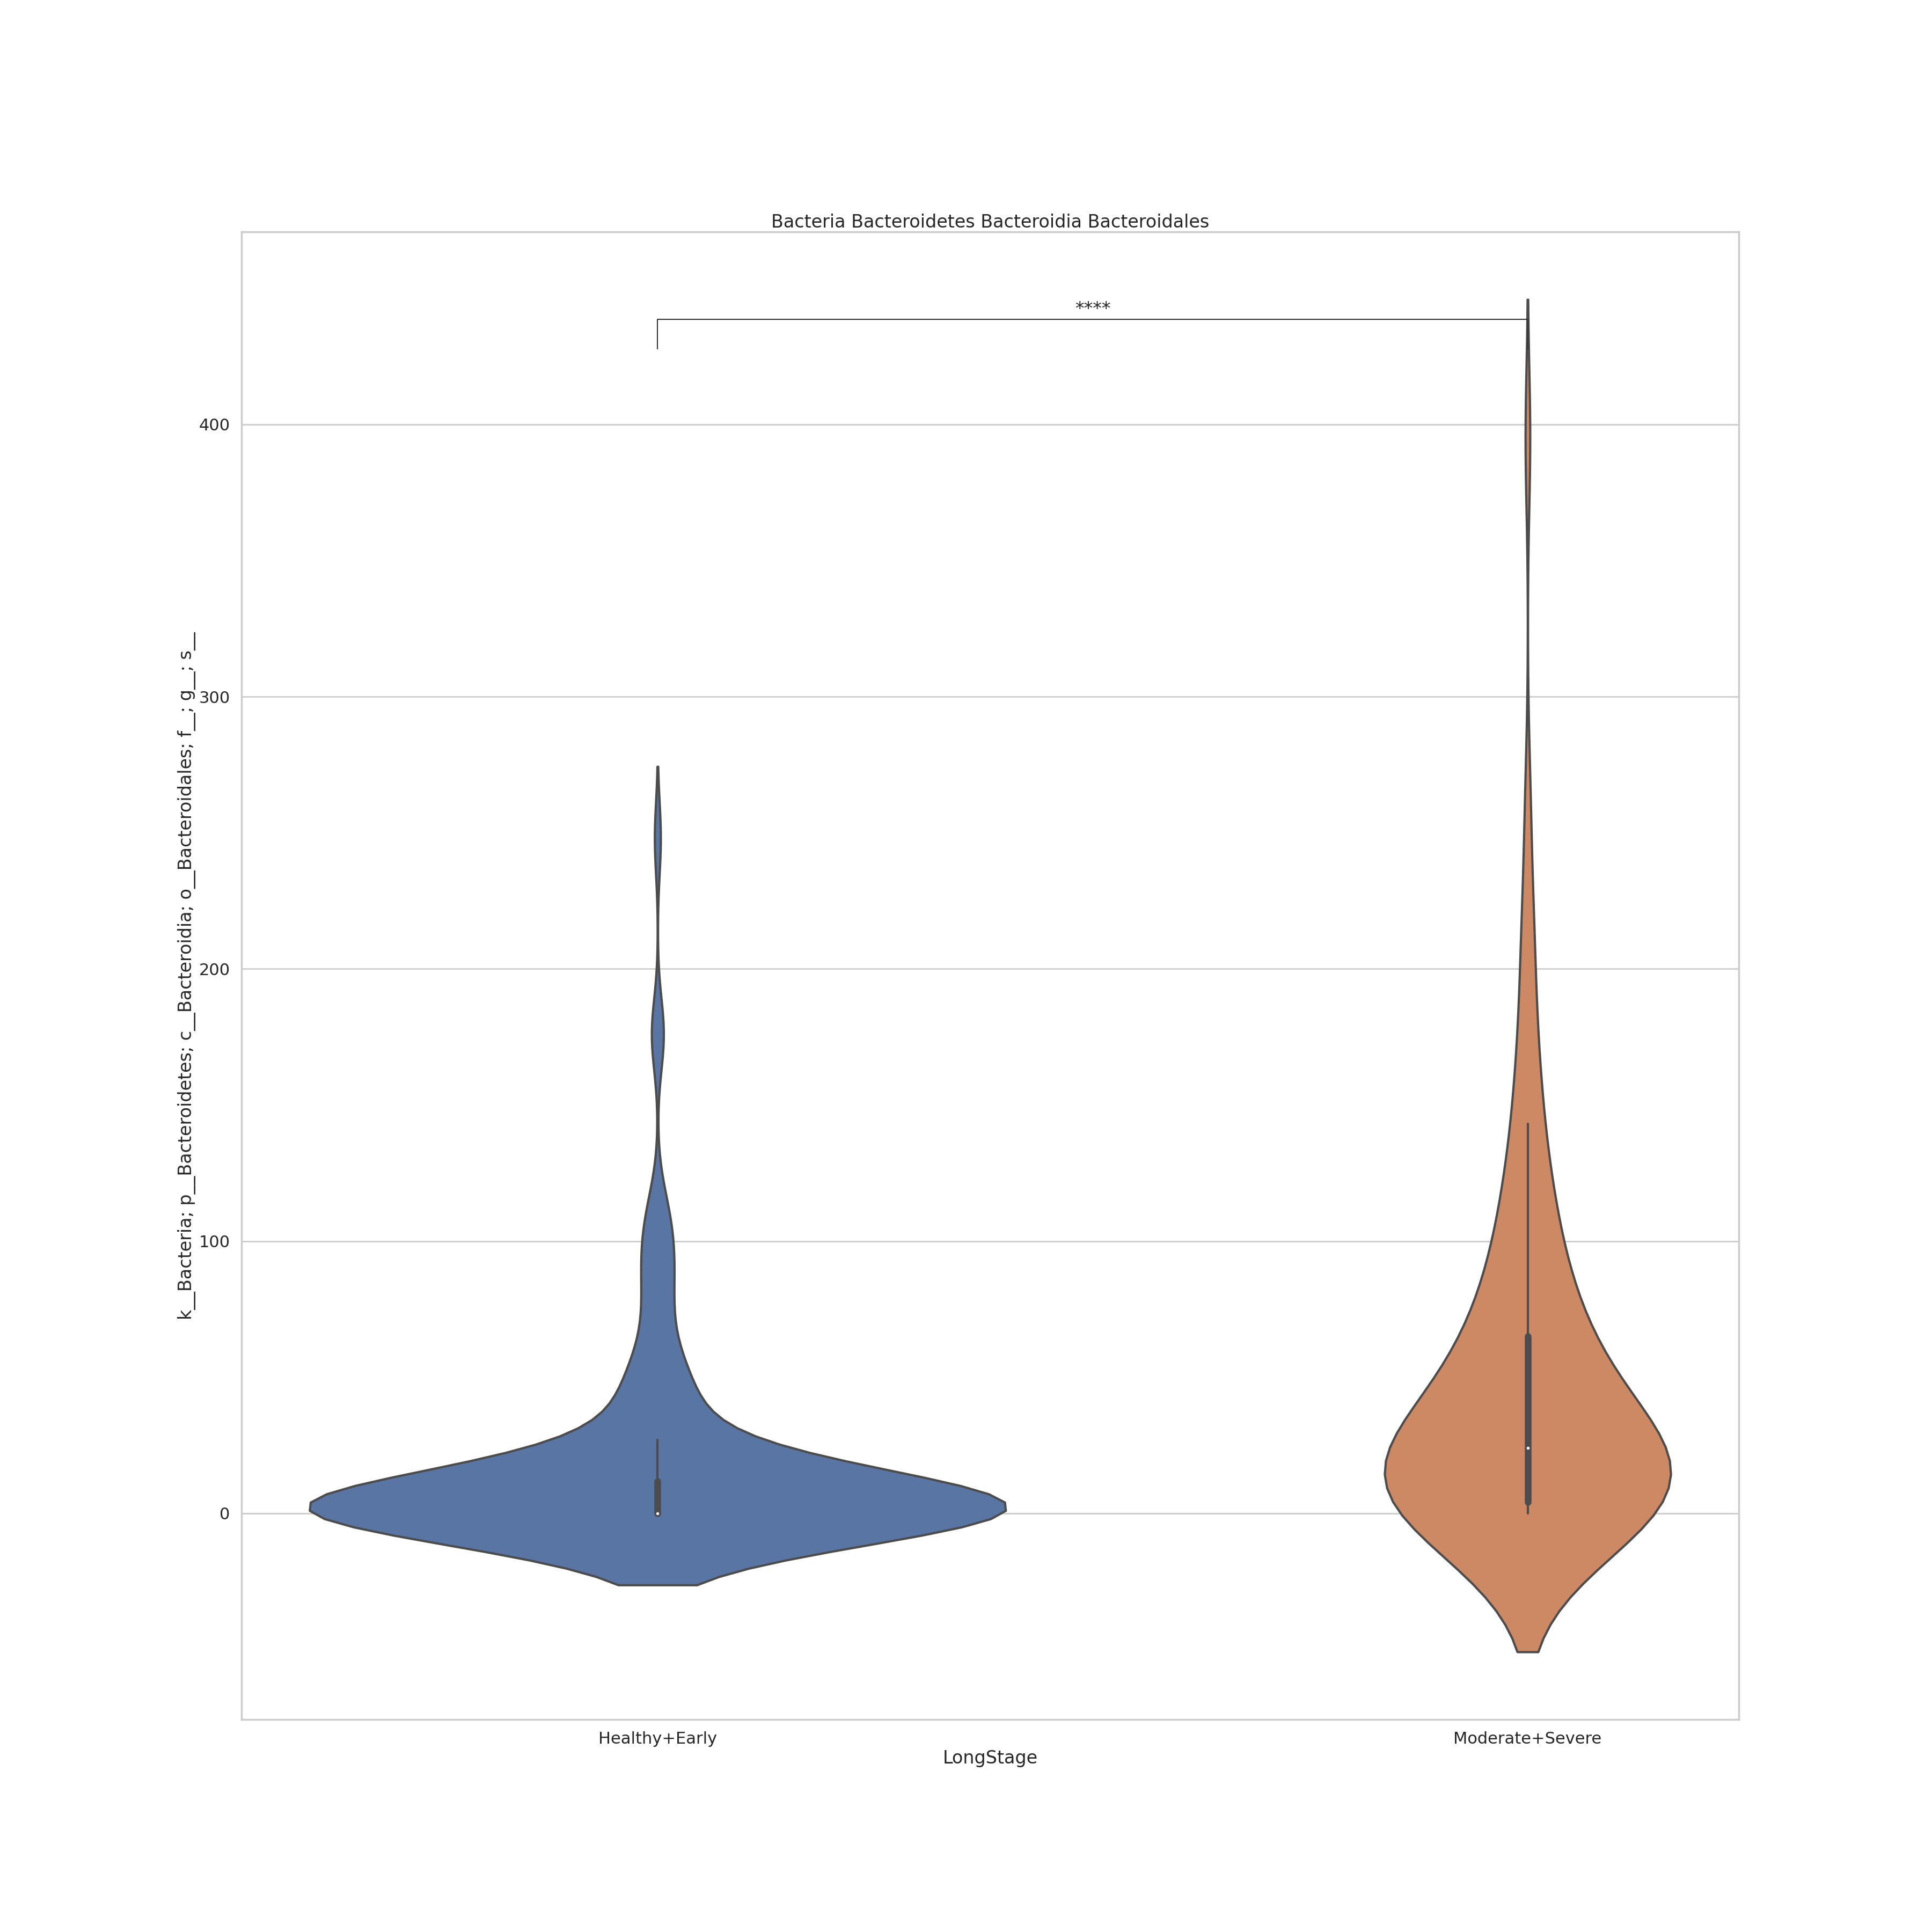 Bacteria Bacteroidetes Bacteroidia Bacteroidales
****
k__Bacteria; p__Bacteroidetes; c__Bacteroidia; o__Bacteroidales; f__; g__; s__
400
300
200
100
0
Healthy+Early
Moderate+Severe
LongStage